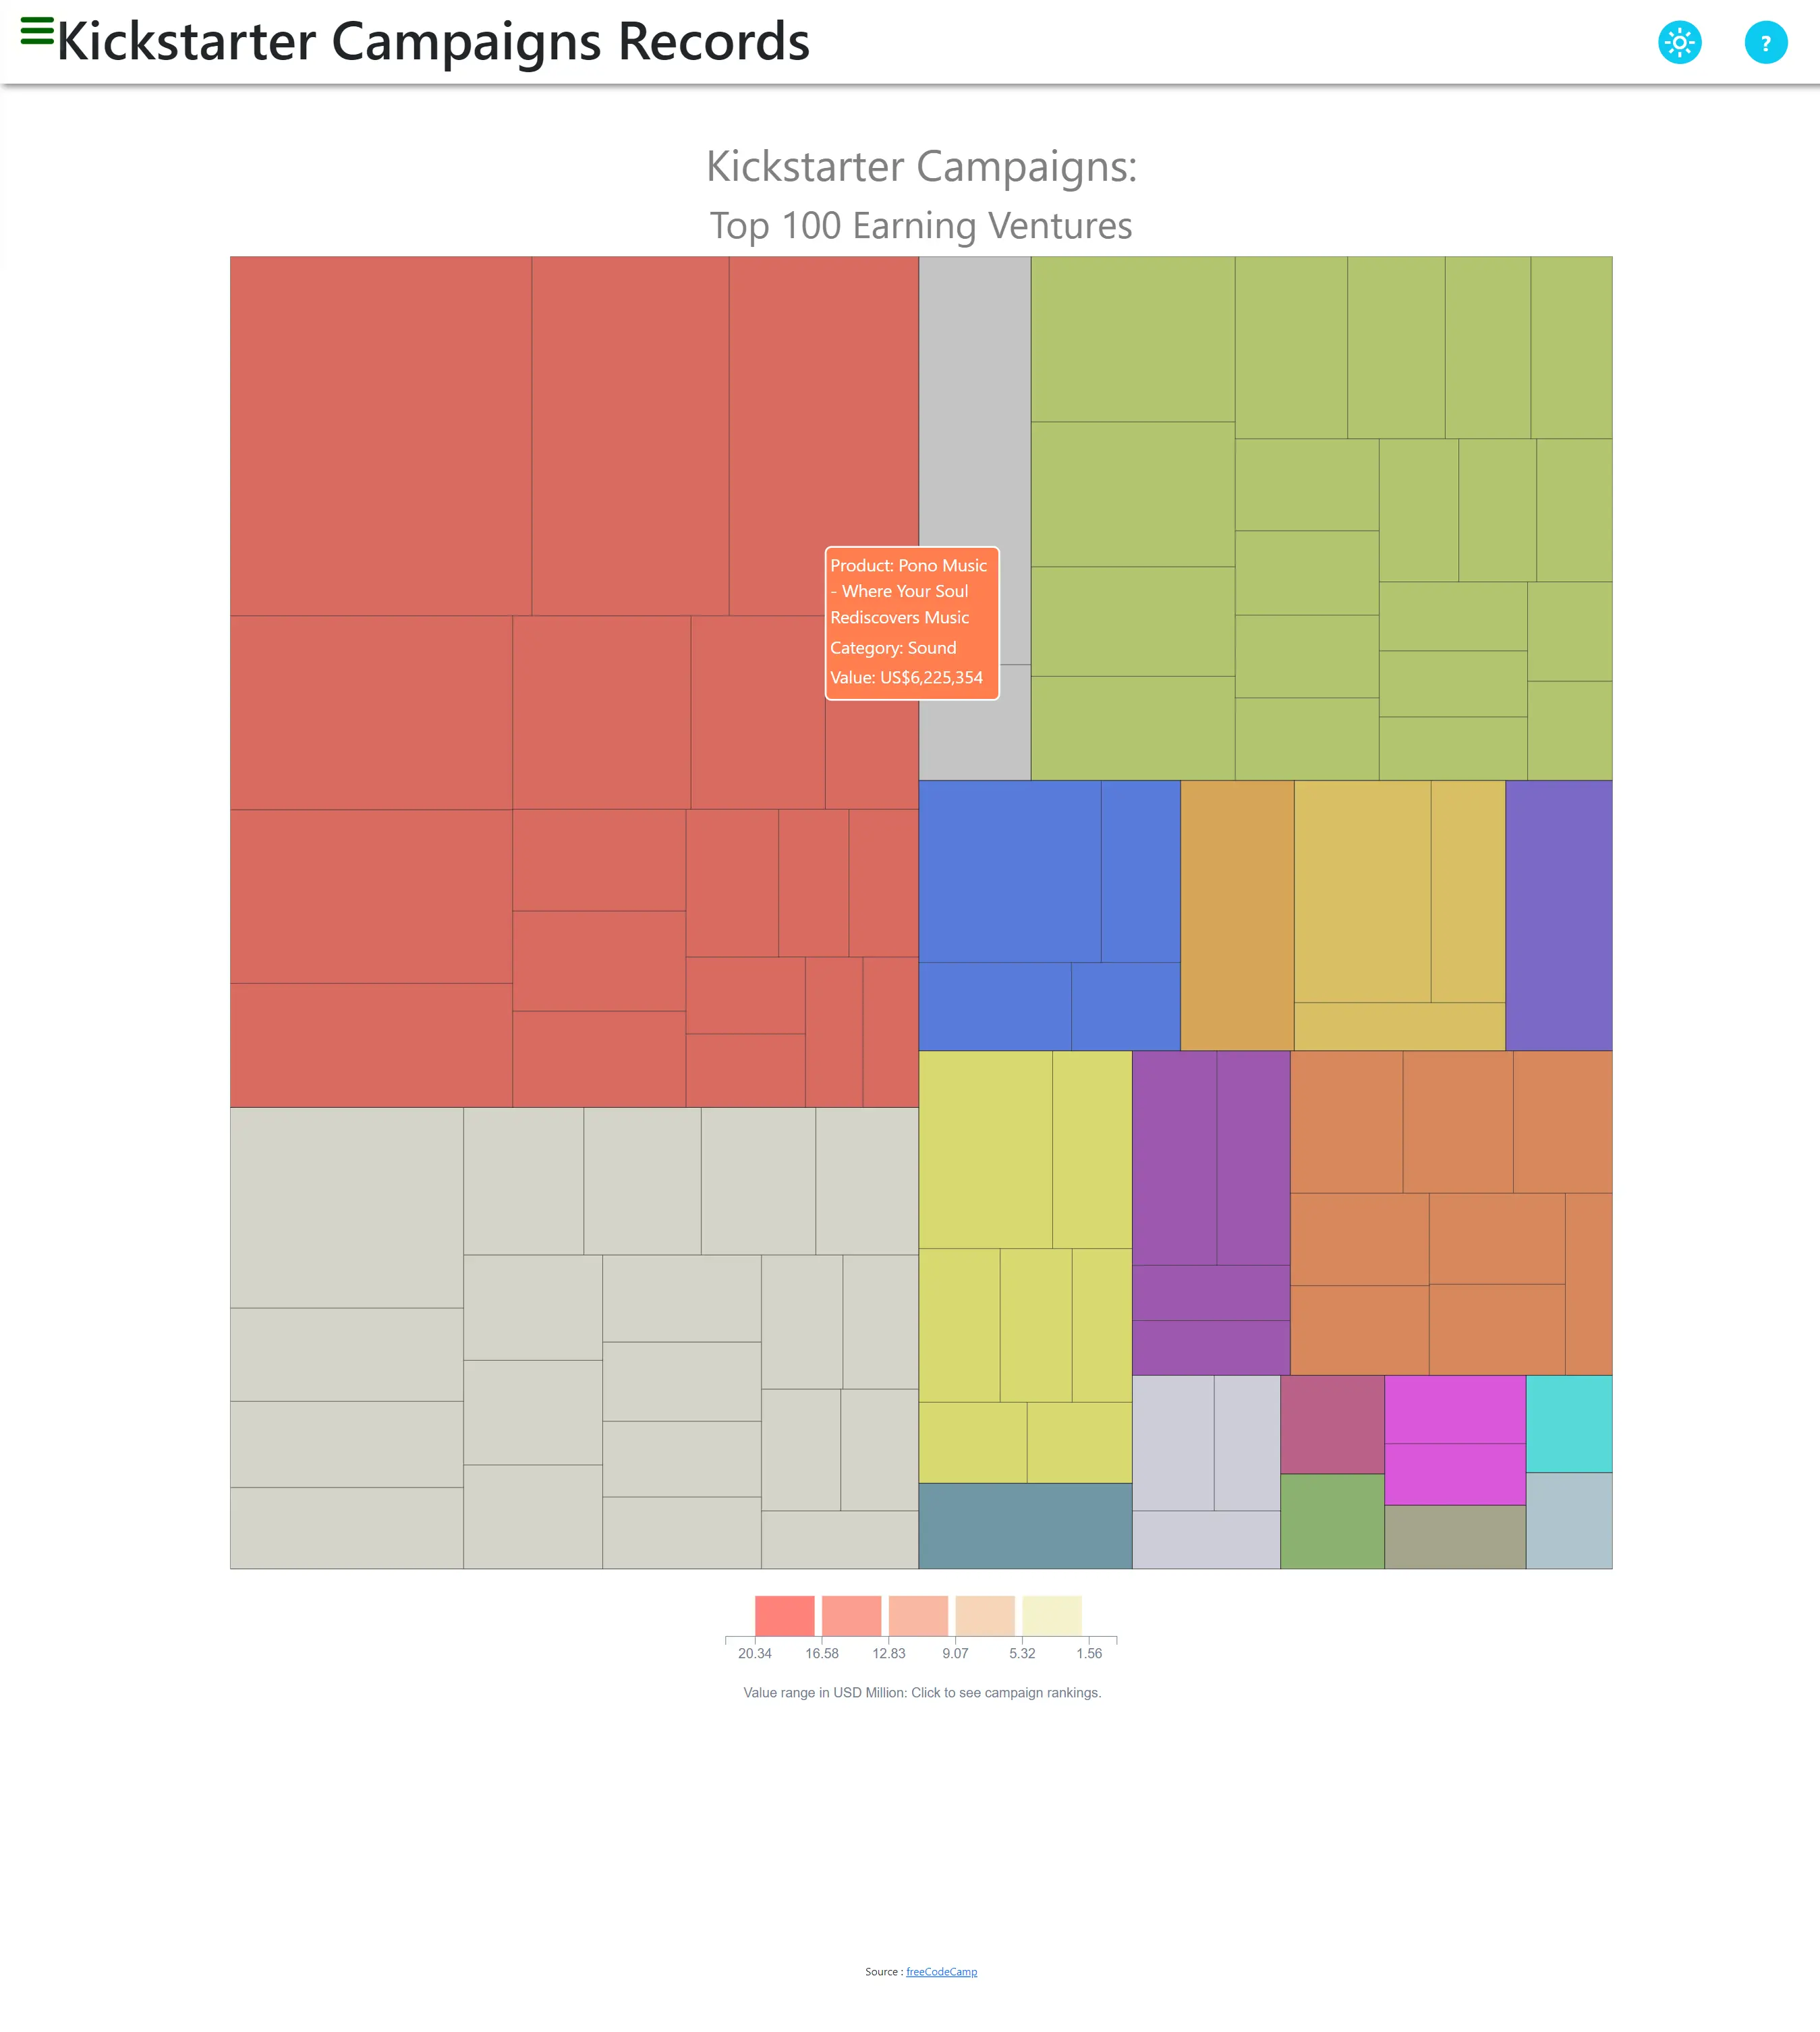 Kickstarter Campaigns Records
?
Kickstarter Campaigns:
Top 100 Earning Ventures
Product: Pono Music
- Where Your Soul
Rediscovers Music
Category: Sound
Value: US$6,225,354
20.34 16.58 12.83 9.07 5.32 1.56
Value range in USD Million: Click to see campaign rankings.
Source : freeCodeCamp